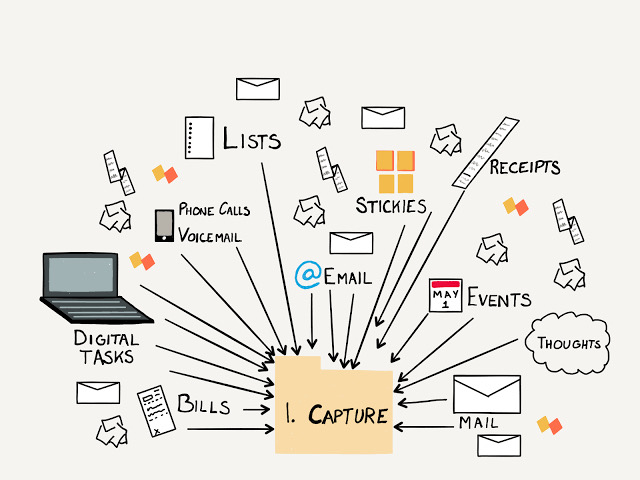 LISTS
RECEIPTS
PHONE CALLS
VOICEMAIL
STICKIES
@ EMAIL
MAY
1
EVENTS
DIGITAL
TASKS
THOUGHTS
BILLS
1. CAPTURE
MAIL